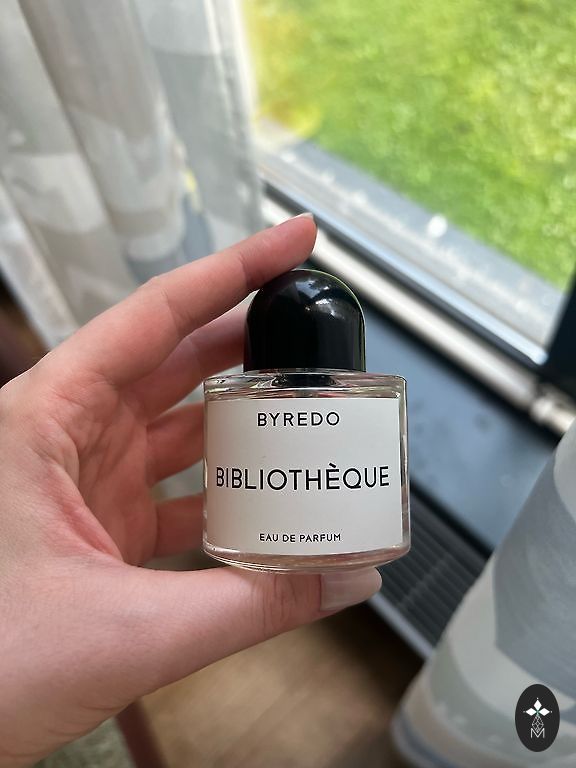 BYREDO
BIBLIOTHÈQUE
EAU DE PARFUM
M